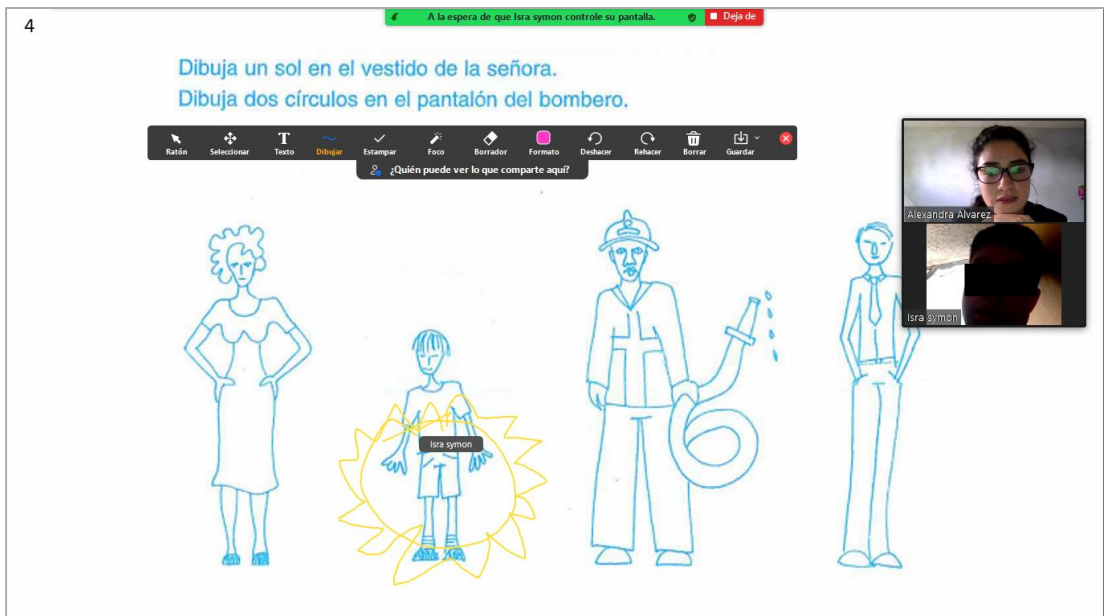 4
A la espera de que Isra symon controle su pantalla.
Deja de
Dibuja un sol en el vestido de la señora.
Dibuja dos círculos en el pantalón del bombero.
Ratón Seleccionar Texto Dibujar Estampar Foco Borrador Formato Deshacer Rehacer Borrar Guardar
¿Quién puede ver lo que comparte aquí?
Alexandra Alvarez
Isra symon
Isra symon